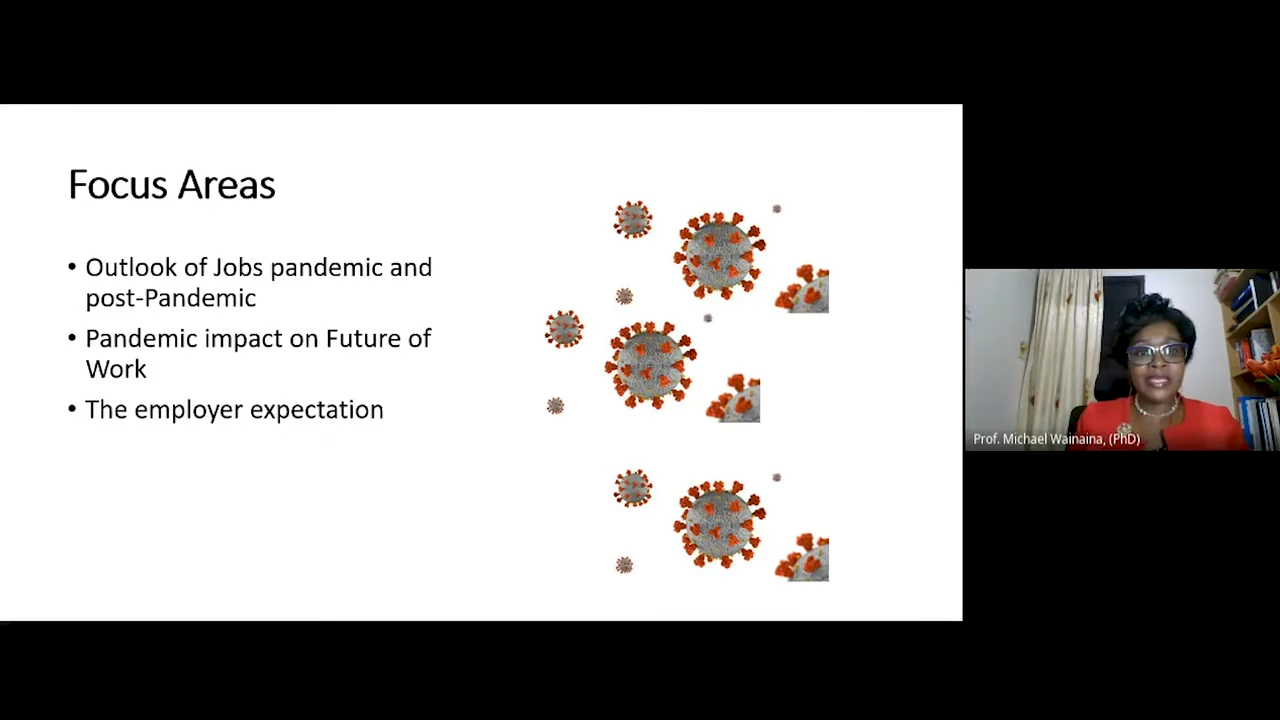 Focus Areas
• Outlook of Jobs pandemic and
post-Pandemic
• Pandemic impact on Future of
Work
• The employer expectation
Prof. Michael Wainaina, (PhD)